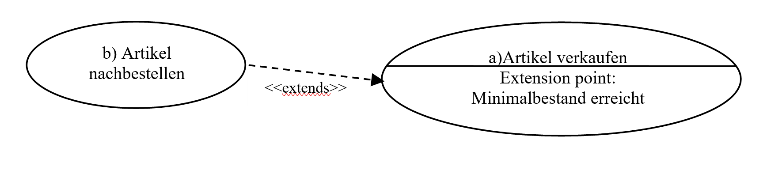 b) Artikel
nachbestellen
<<extends>>
a)Artikel verkaufen
Extension point:
Minimalbestand erreicht